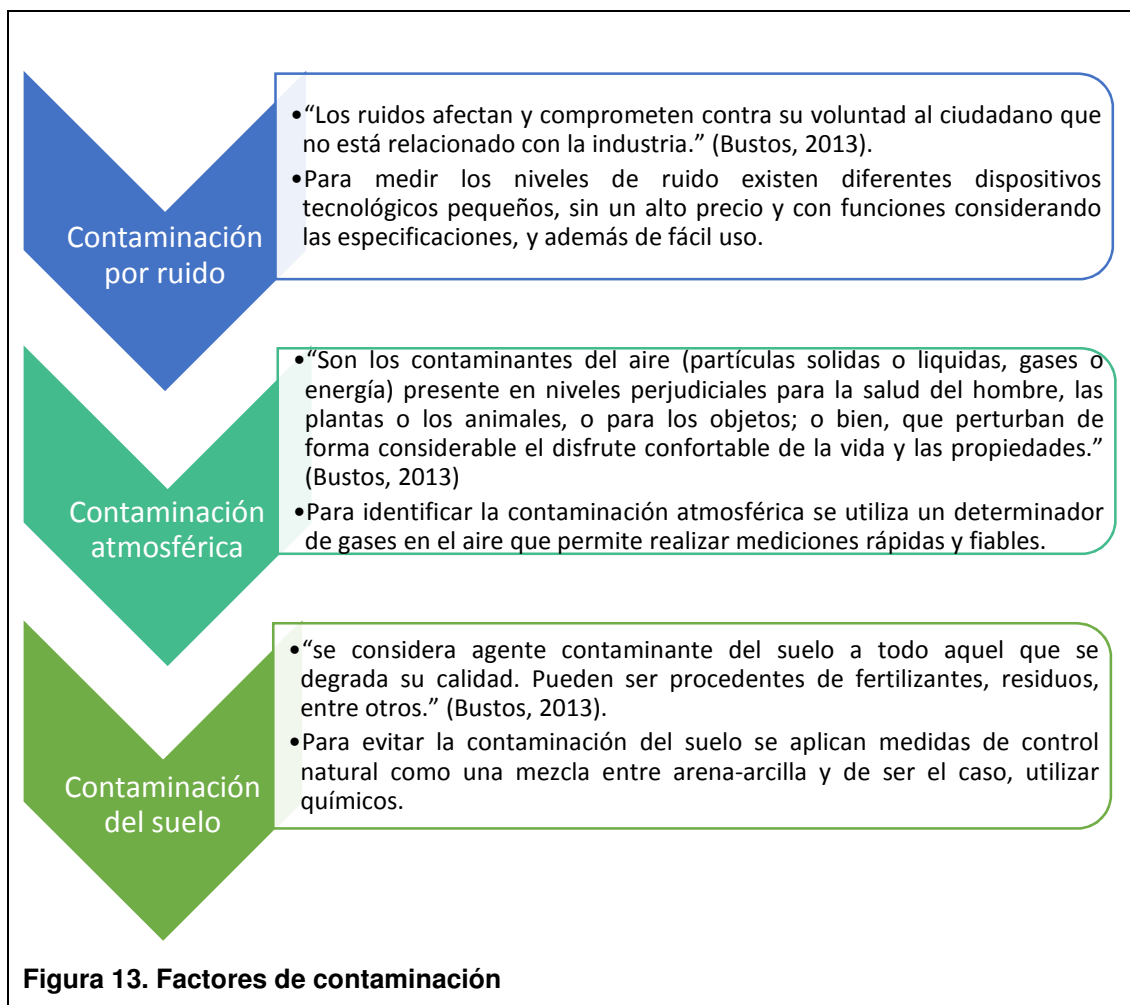 Contaminación
por ruido
•“Los ruidos afectan y comprometen contra su voluntad al ciudadano que
no está relacionado con la industria.” (Bustos, 2013).
•Para medir los niveles de ruido existen diferentes dispositivos
tecnológicos pequeños, sin un alto precio y con funciones considerando
las especificaciones, y además de fácil uso.
Contaminación
atmosférica
•“Son los contaminantes del aire (partículas solidas o liquidas, gases o
energía) presente en niveles perjudiciales para la salud del hombre, las
plantas o los animales, o para los objetos; o bien, que perturban de
forma considerable el disfrute confortable de la vida y las propiedades.”
(Bustos, 2013)
•Para identificar la contaminación atmosférica se utiliza un determinador
de gases en el aire que permite realizar mediciones rápidas y fiables.
Contaminación
del suelo
•“se considera agente contaminante del suelo a todo aquel que se
degrada su calidad. Pueden ser procedentes de fertilizantes, residuos,
entre otros.” (Bustos, 2013).
•Para evitar la contaminación del suelo se aplican medidas de control
natural como una mezcla entre arena-arcilla y de ser el caso, utilizar
químicos.
Figura 13. Factores de contaminación